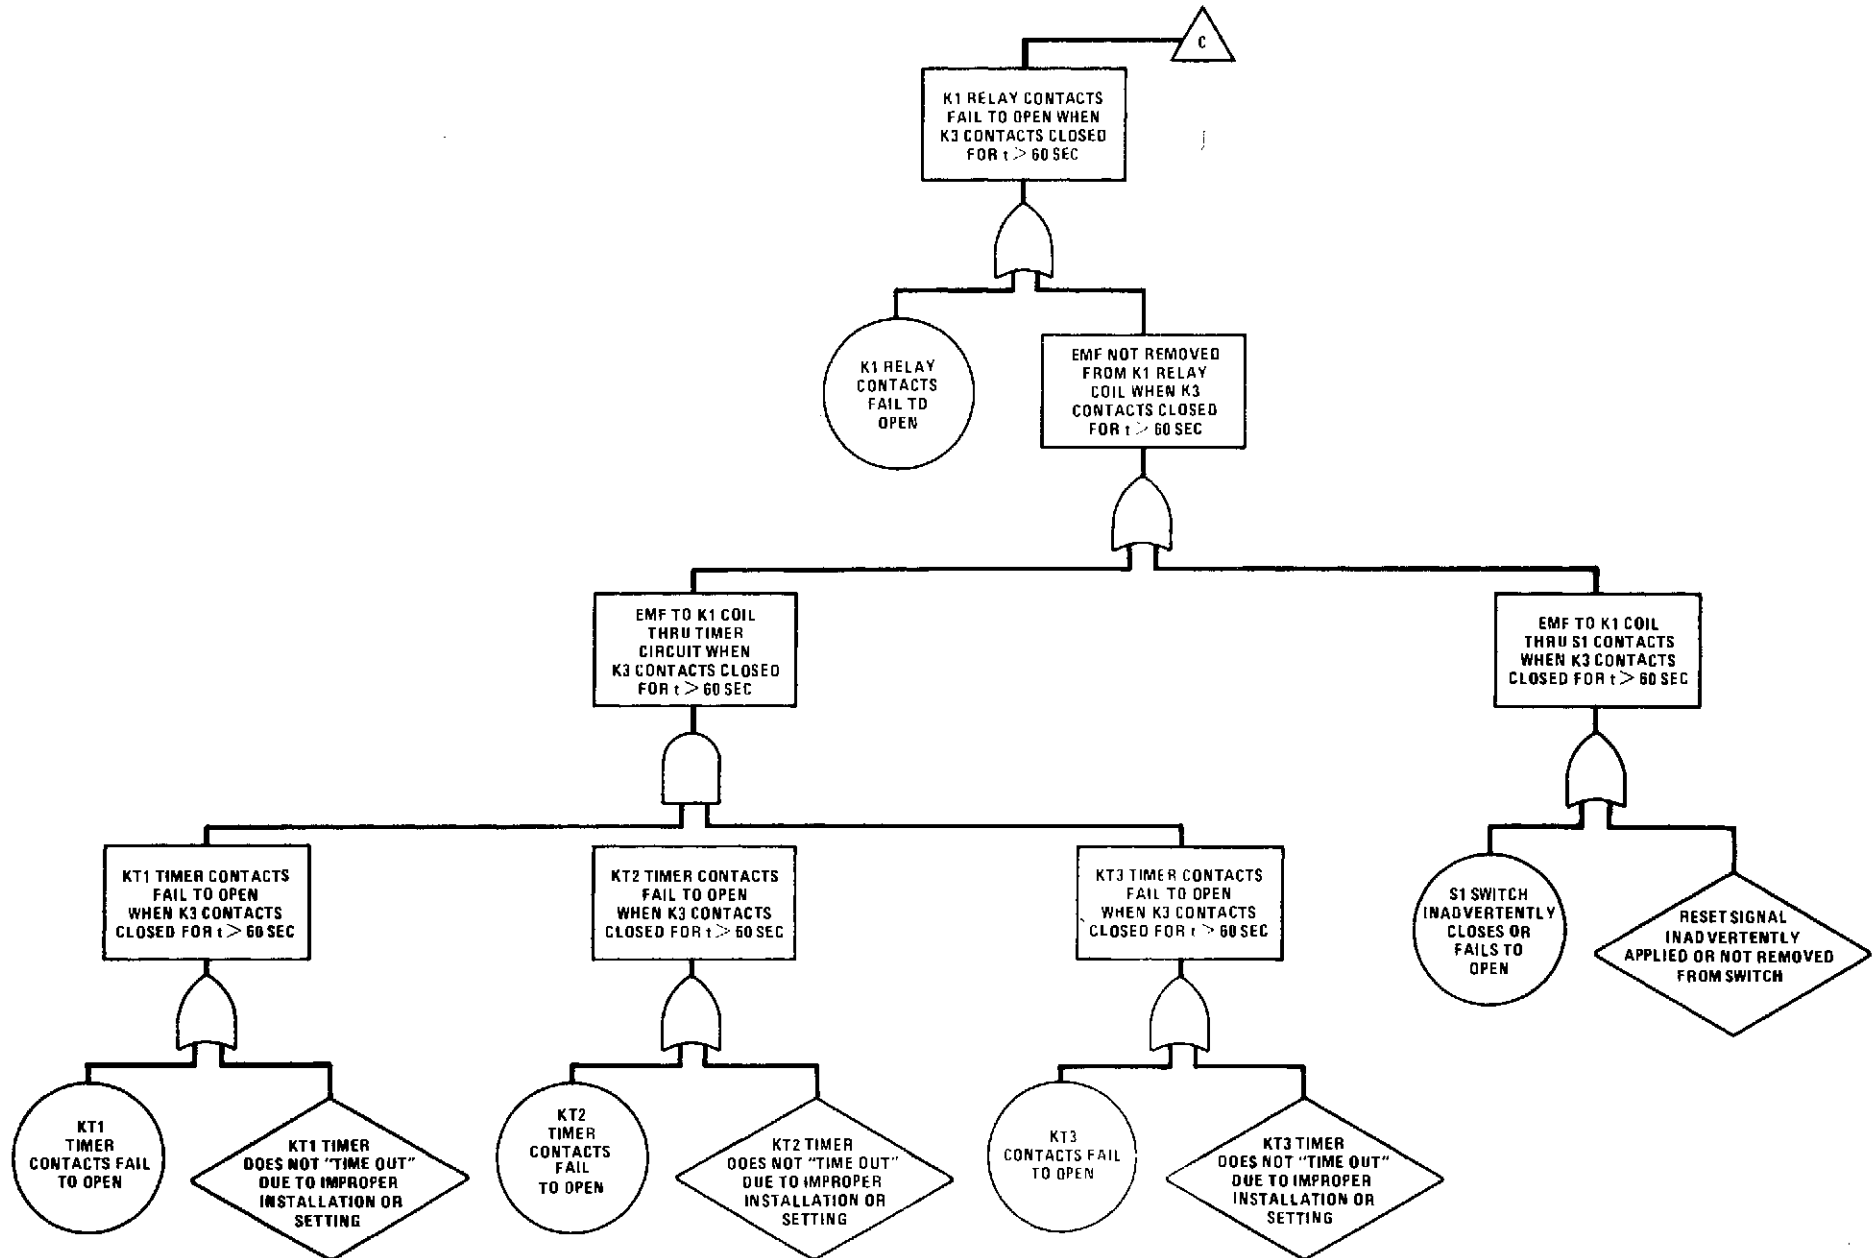 C
K1 RELAY CONTACTS
FAIL TO OPEN WHEN
K3 CONTACTS CLOSED
FOR t > 60 SEC
K1 RELAY
CONTACTS
FAIL TO
OPEN
EMF NOT REMOVED
FROM K1 RELAY
COIL WHEN K3
CONTACTS CLOSED
FOR t > 60 SEC
EMF TO K1 COIL
THRU TIMER
CIRCUIT WHEN
K3 CONTACTS CLOSED
FOR t > 60 SEC
EMF TO K1 COIL
THRU S1 CONTACTS
WHEN K3 CONTACTS
CLOSED FOR t > 60 SEC
KT1 TIMER CONTACTS
FAIL TO OPEN
WHEN K3 CONTACTS
CLOSED FOR t > 60 SEC
KT2 TIMER CONTACTS
FAIL TO OPEN
WHEN K3 CONTACTS
CLOSED FOR t > 60 SEC
KT3 TIMER CONTACTS
FAIL TO OPEN
WHEN K3 CONTACTS
CLOSED FOR t > 60 SEC
S1 SWITCH
INADVERTENTLY
CLOSES OR
FAILS TO
OPEN
RESET SIGNAL
INADVERTENTLY
APPLIED OR NOT REMOVED
FROM SWITCH
KT1
TIMER
CONTACTS FAIL
TO OPEN
KT1 TIMER
DOES NOT "TIME OUT"
DUE TO IMPROPER
INSTALLATION OR
SETTING
KT2
TIMER
CONTACTS
FAIL
TO OPEN
KT2 TIMER
DOES NOT "TIME OUT"
DUE TO IMPROPER
INSTALLATION OR
SETTING
KT3
CONTACTS FAIL
TO OPEN
KT3 TIMER
DOES NOT "TIME OUT"
DUE TO IMPROPER
INSTALLATION OR
SETTING